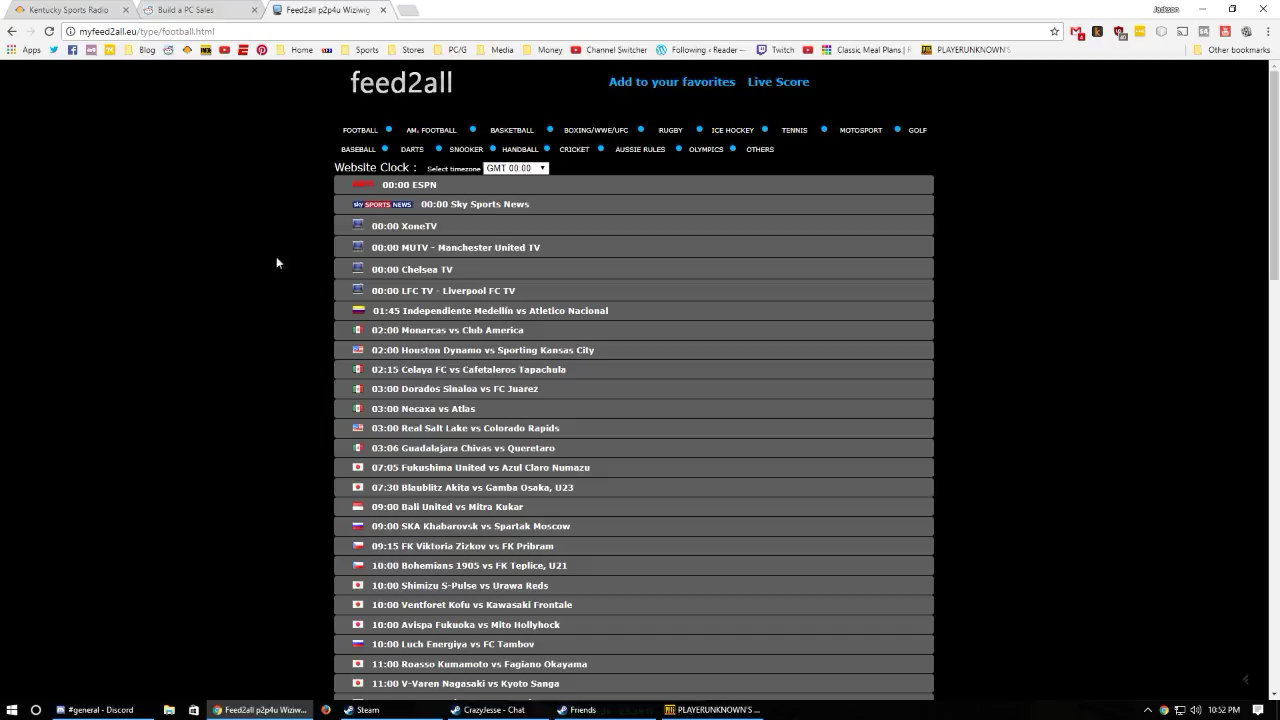 Kentucky Sports Radio
Build a PC Sales
Feed2all p2p4u Wiziwig
Jackson
myfeed2all.eu/type/football.html
Apps
Blog
Home
Sports
Stores
PC/G
Media
Money
Channel Switcher
Following - Reader —
Twitch
Classic Meal Plans |
PLAYERUNKNOWN'S
Other bookmarks
feed2all
Add to your favorites
Live Score
FOOTBALL
AM. FOOTBALL
BASKETBALL
BOXING/WWE/UFC
RUGBY
ICE HOCKEY
TENNIS
MOTOSPORT
GOLF
BASEBALL
DARTS
SNOOKER
HANDBALL
CRICKET
AUSSIE RULES
OLYMPICS
OTHERS
Website Clock :
Select timezone
GMT 00:00
00:00 ESPN
sky SPORTS NEWS
00:00 Sky Sports News
00:00 XoneTV
00:00 MUTV - Manchester United TV
00:00 Chelsea TV
00:00 LFC TV - Liverpool FC TV
01:45 Independiente Medellín vs Atletico Nacional
02:00 Monarcas vs Club America
02:00 Houston Dynamo vs Sporting Kansas City
02:15 Celaya FC vs Cafetaleros Tapachula
03:00 Dorados Sinaloa vs FC Juarez
03:00 Necaxa vs Atlas
03:00 Real Salt Lake vs Colorado Rapids
03:06 Guadalajara Chivas vs Queretaro
07:05 Fukushima United vs Azul Claro Numazu
07:30 Blaublitz Akita vs Gamba Osaka, U23
09:00 Bali United vs Mitra Kukar
09:00 SKA Khabarovsk vs Spartak Moscow
09:15 FK Viktoria Zizkov vs FK Pribram
10:00 Bohemians 1905 vs FK Teplice, U21
10:00 Shimizu S-Pulse vs Urawa Reds
10:00 Ventforet Kofu vs Kawasaki Frontale
10:00 Avispa Fukuoka vs Mito Hollyhock
10:00 Luch Energiya vs FC Tambov
11:00 Roasso Kumamoto vs Fagiano Okayama
11:00 V-Varen Nagasaki vs Kyoto Sanga
#general - Discord
Feed2all p2p4u Wiziw...
Steam
CrazyJesse - Chat
Friends
PLAYERUNKNOWN'S ...
10:52 PM